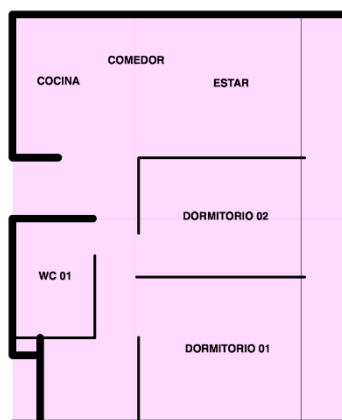 COMEDOR
COCINA
ESTAR
DORMITORIO 02
WC 01
DORMITORIO 01